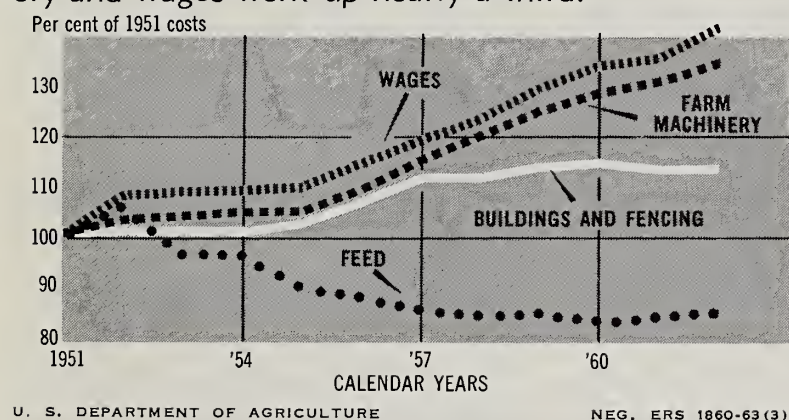 ery and wages went up nearly a third.
Per cent of 1951 costs
130
WAGES
FARM
MACHINERY
120
110
BUILDINGS AND FENCING
100
FEED
90
80
1951 '54 '57 '60
CALENDAR YEARS
U. S. DEPARTMENT OF AGRICULTURE NEG. ERS 1860-63(3)